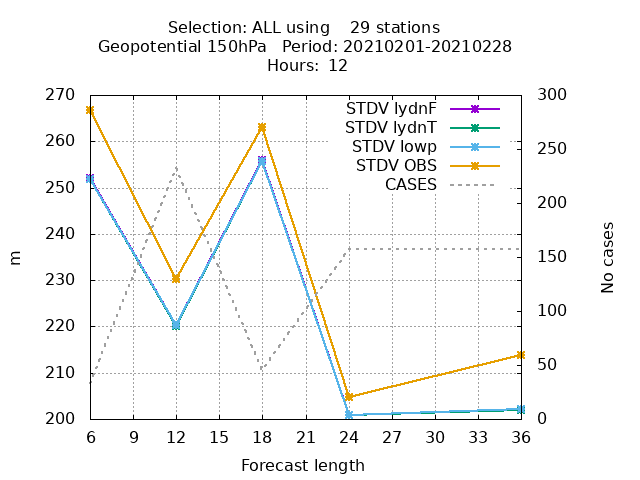 Selection: ALL using    29 stations
Geopotential 150hPa   Period: 20210201-20210228
Hours:  12
270
260
250
240
230
220
210
200
m
STDV IydnF
STDV IydnT
STDV lowp
STDV OBS
CASES
300
250
200
150
100
50
0
No cases
6 9 12 15 18 21 24 27 30 33 36
Forecast length